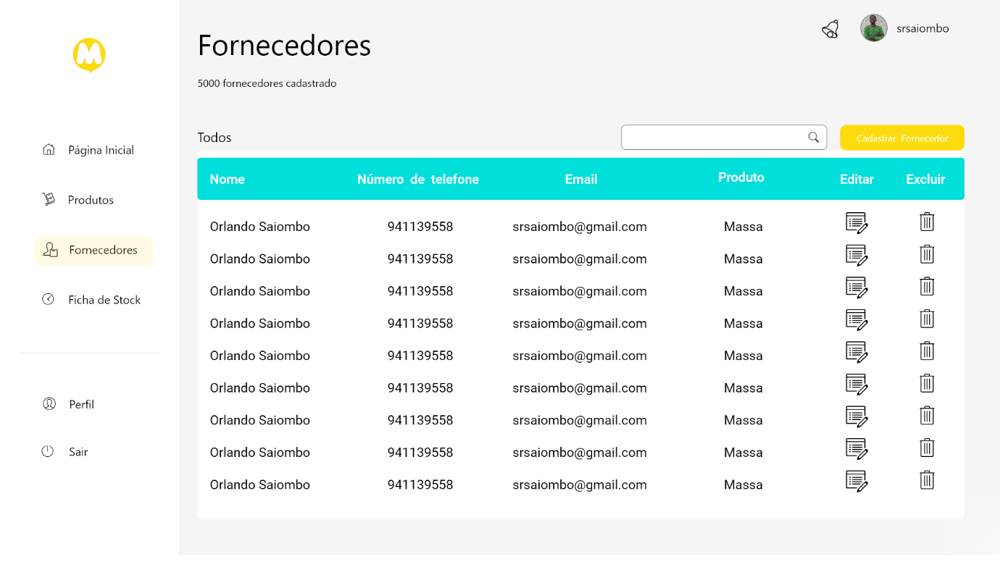 M
srsaiombo
Fornecedores
5000 fornecedores cadastrado
Página Inicial
Produtos
Fornecedores
Ficha de Stock
Perfil
Sair
Todos
Cadastrar Fornecedor
Nome Número de telefone Email Produto Editar Excluir
Orlando Saiombo 941139558 srsaiombo@gmail.com Massa
Orlando Saiombo 941139558 srsaiombo@gmail.com Massa
Orlando Saiombo 941139558 srsaiombo@gmail.com Massa
Orlando Saiombo 941139558 srsaiombo@gmail.com Massa
Orlando Saiombo 941139558 srsaiombo@gmail.com Massa
Orlando Saiombo 941139558 srsaiombo@gmail.com Massa
Orlando Saiombo 941139558 srsaiombo@gmail.com Massa
Orlando Saiombo 941139558 srsaiombo@gmail.com Massa
Orlando Saiombo 941139558 srsaiombo@gmail.com Massa